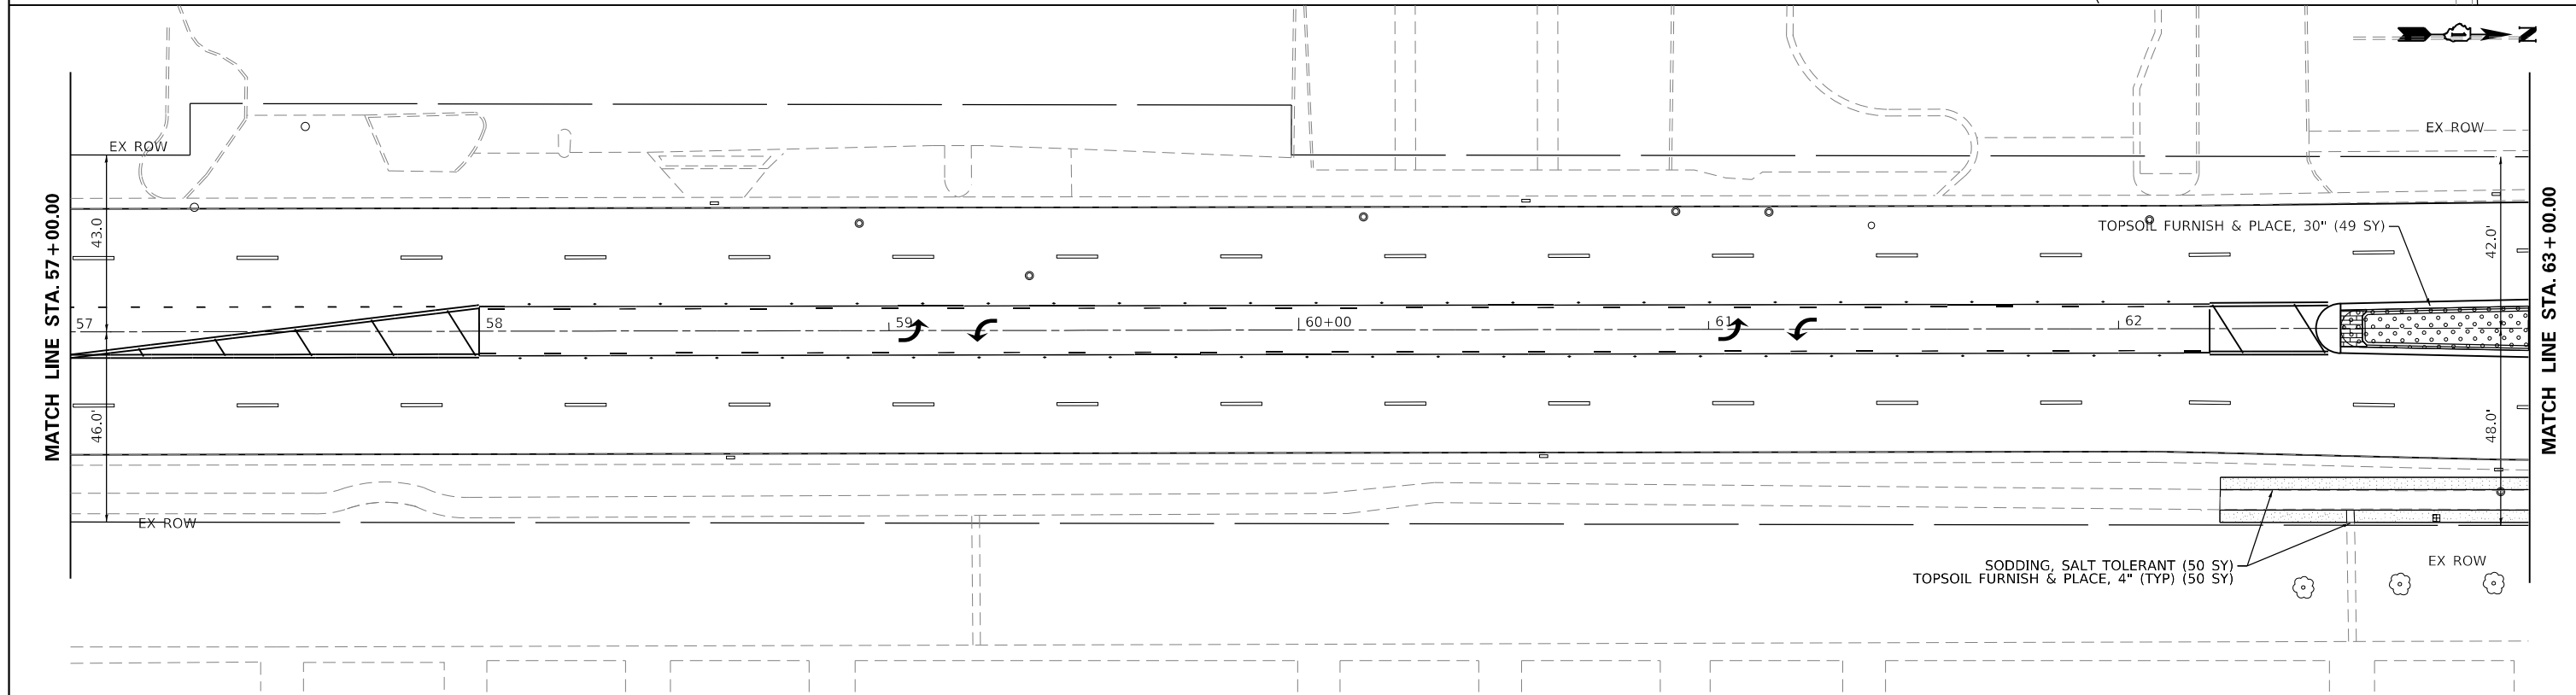 N
EX ROW
EX ROW
MATCH LINE STA. 57+00.00
43.0
46.0'
TOPSOIL FURNISH & PLACE, 30" (49 SY)
42.0'
48.0'
MATCH LINE STA. 63+00.00
57
58
59
60+00
61
62
EX ROW
EX ROW
SODDING, SALT TOLERANT (50 SY)
TOPSOIL FURNISH & PLACE, 4" (TYP) (50 SY)